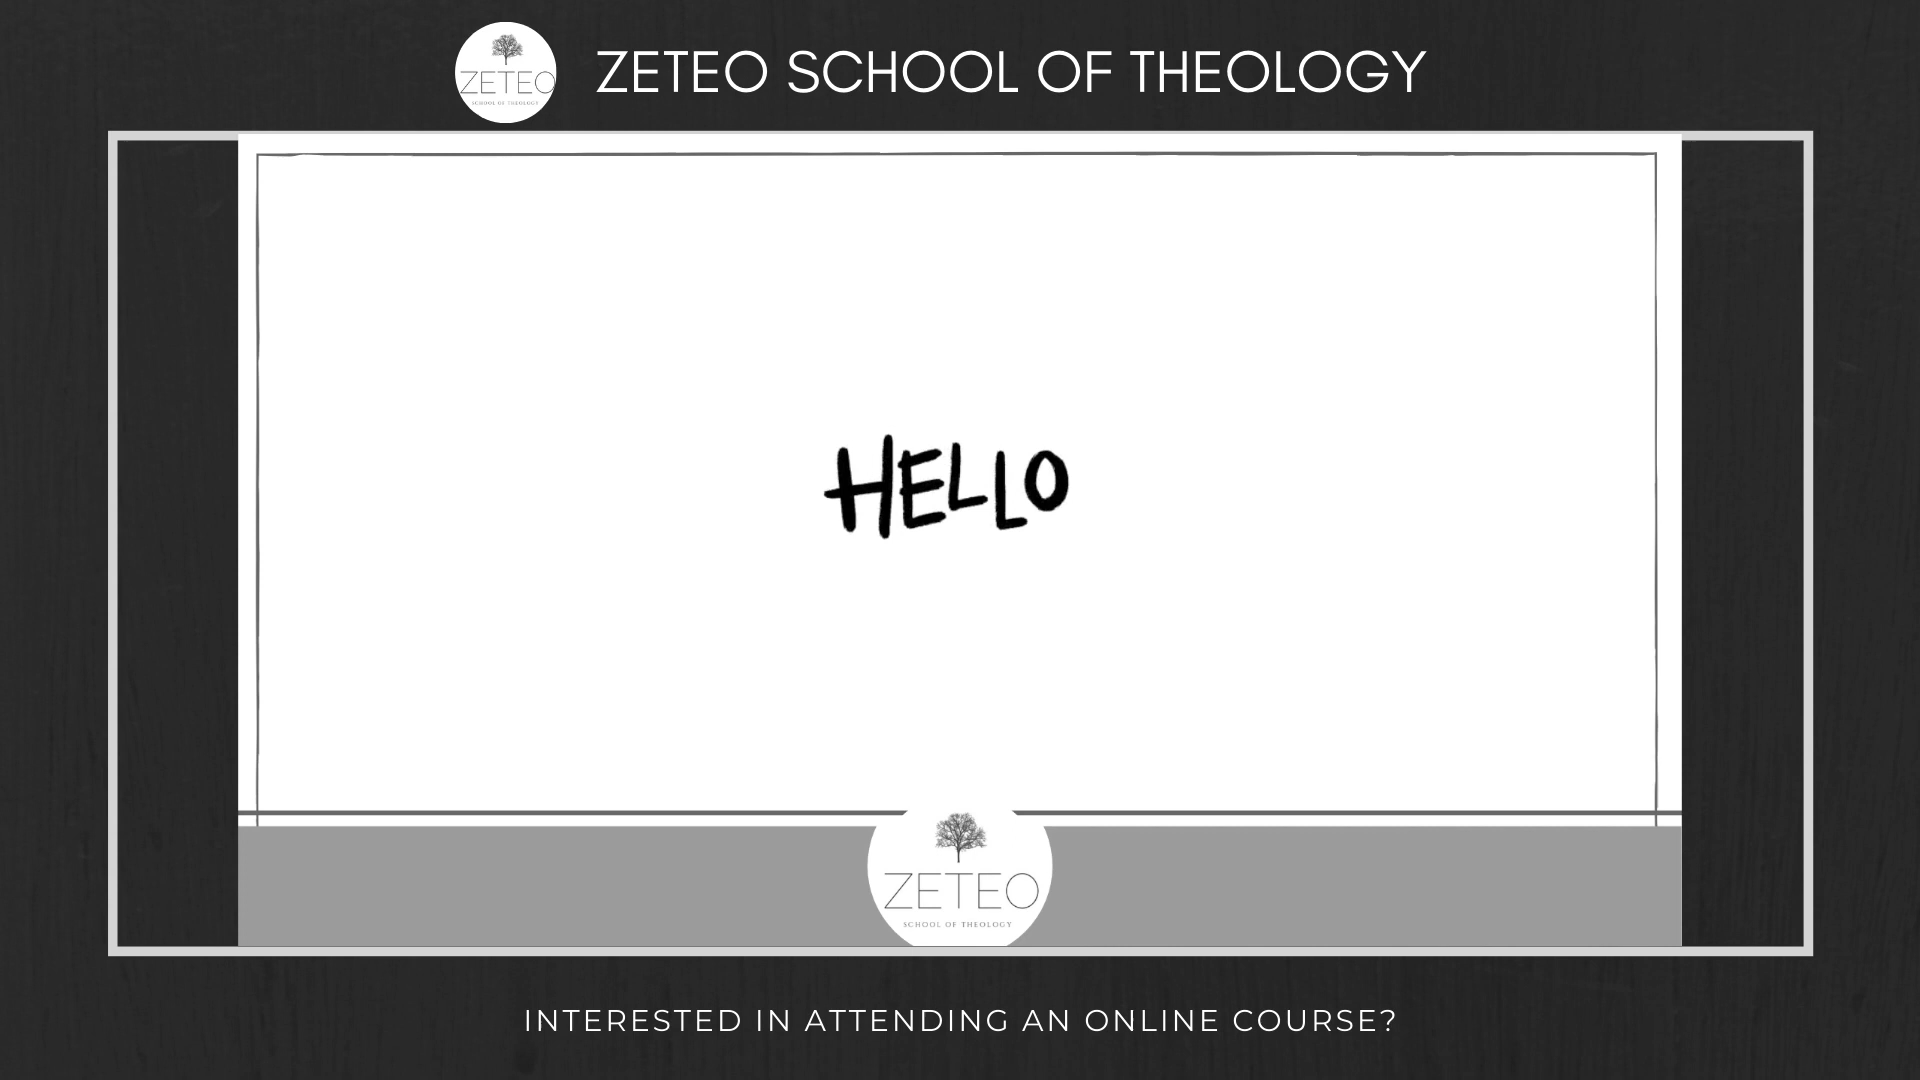 ZETEO
SCHOOL OF THEOLOGY
ZETEO SCHOOL OF THEOLOGY
HELLO
ZETEO
SCHOOL OF THEOLOGY
INTERESTED IN ATTENDING AN ONLINE COURSE?